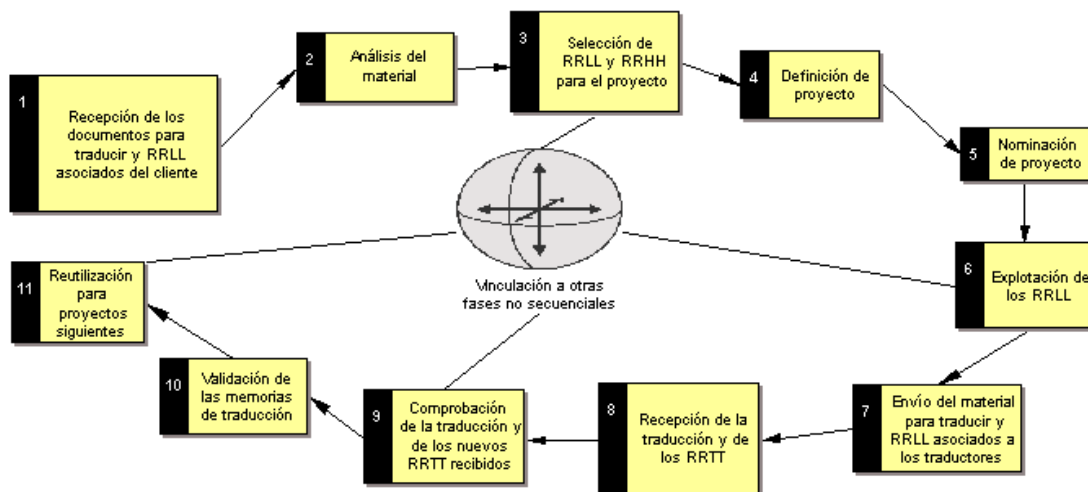 1
Recepción de los
documentos para
traducir y RRLL
asociados del cliente
2
Análisis del
material
3
Selección de
RRLL y RRHH
para el proyecto
4
Definición de
proyecto
5
Nominación
de proyecto
6
Explotación de
los RRLL
7
Envío del material
para traducir y
RRLL asociados a
los traductores
8
Recepción de la
traducción y de
los RRTT
9
Comprobación
de la traducción y
de los nuevos
RRTT recibidos
10
Validación de
las memorias
de traducción
11
Reutilización
para
proyectos
siguientes
Vinculación a otras
fases no secuenciales